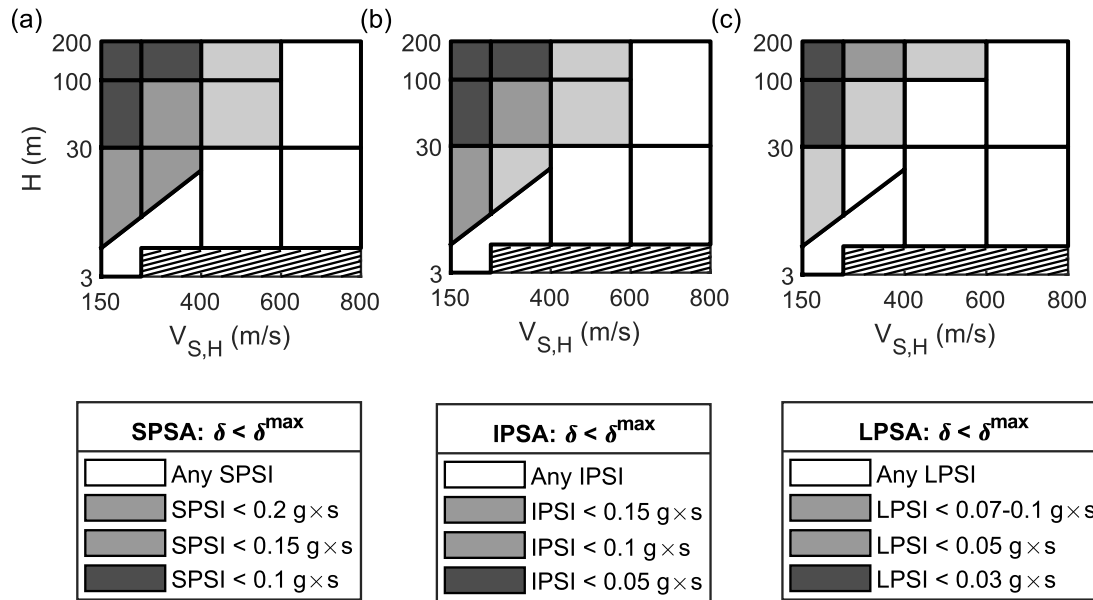 (a)
200
100
30
3
H (m)
150
400
600
800
V_S,H (m/s)
(b)
200
100
30
3
150
400
600
800
V_S,H (m/s)
(c)
200
100
30
3
150
400
600
800
V_S,H (m/s)
SPSA: δ < δ^max
Any SPSI
SPSI < 0.2 g×s
SPSI < 0.15 g×s
SPSI < 0.1 g×s
IPSA: δ < δ^max
Any IPSI
IPSI < 0.15 g×s
IPSI < 0.1 g×s
IPSI < 0.05 g×s
LPSA: δ < δ^max
Any LPSI
LPSI < 0.07-0.1 g×s
LPSI < 0.05 g×s
LPSI < 0.03 g×s